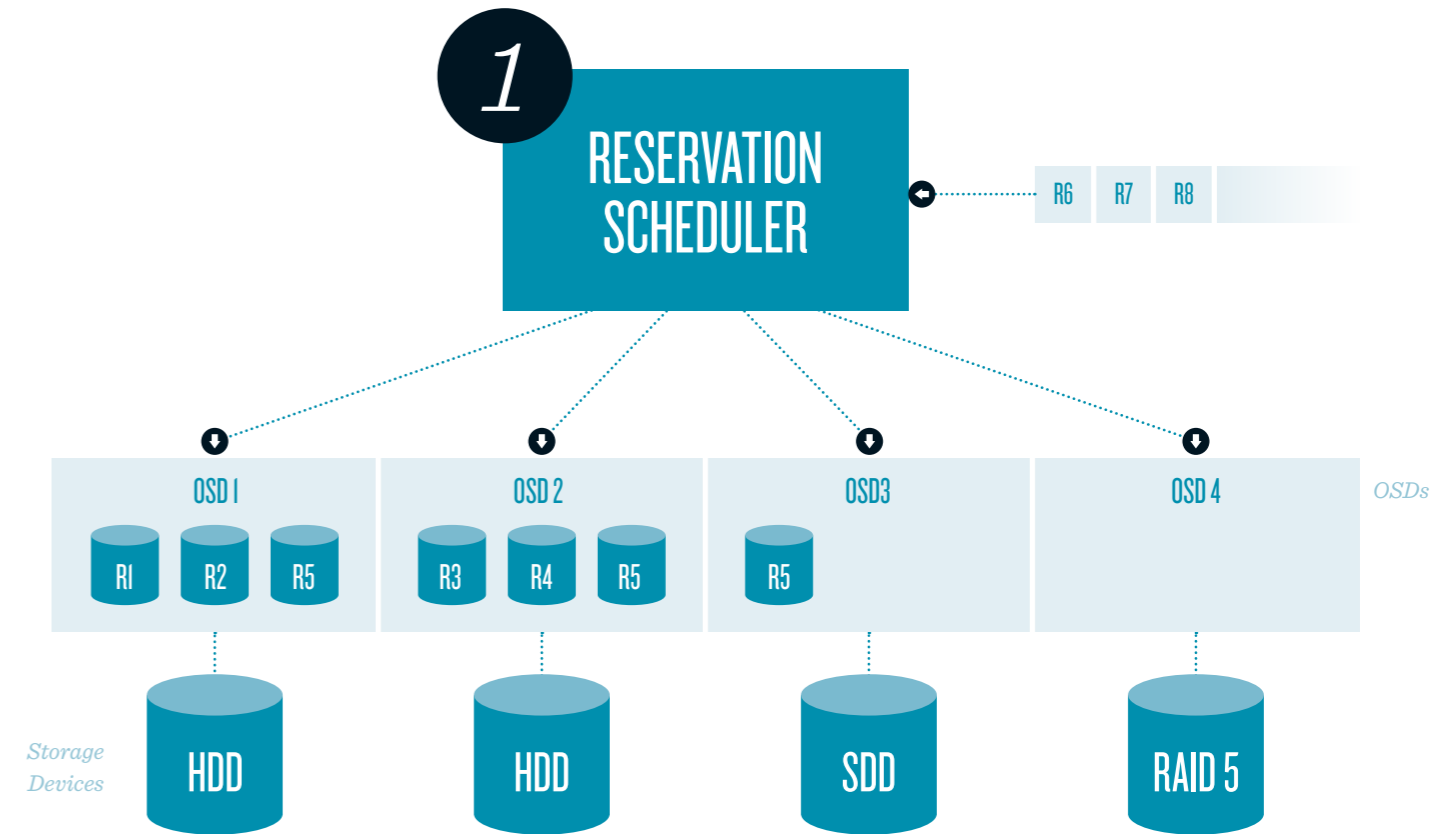 1
RESERVATION
SCHEDULER
R6 R7 R8
OSD 1 OSD 2 OSD3 OSD 4
OSDs
R1 R2 R5 R3 R4 R5 R5
Storage
Devices
HDD HDD SDD RAID 5